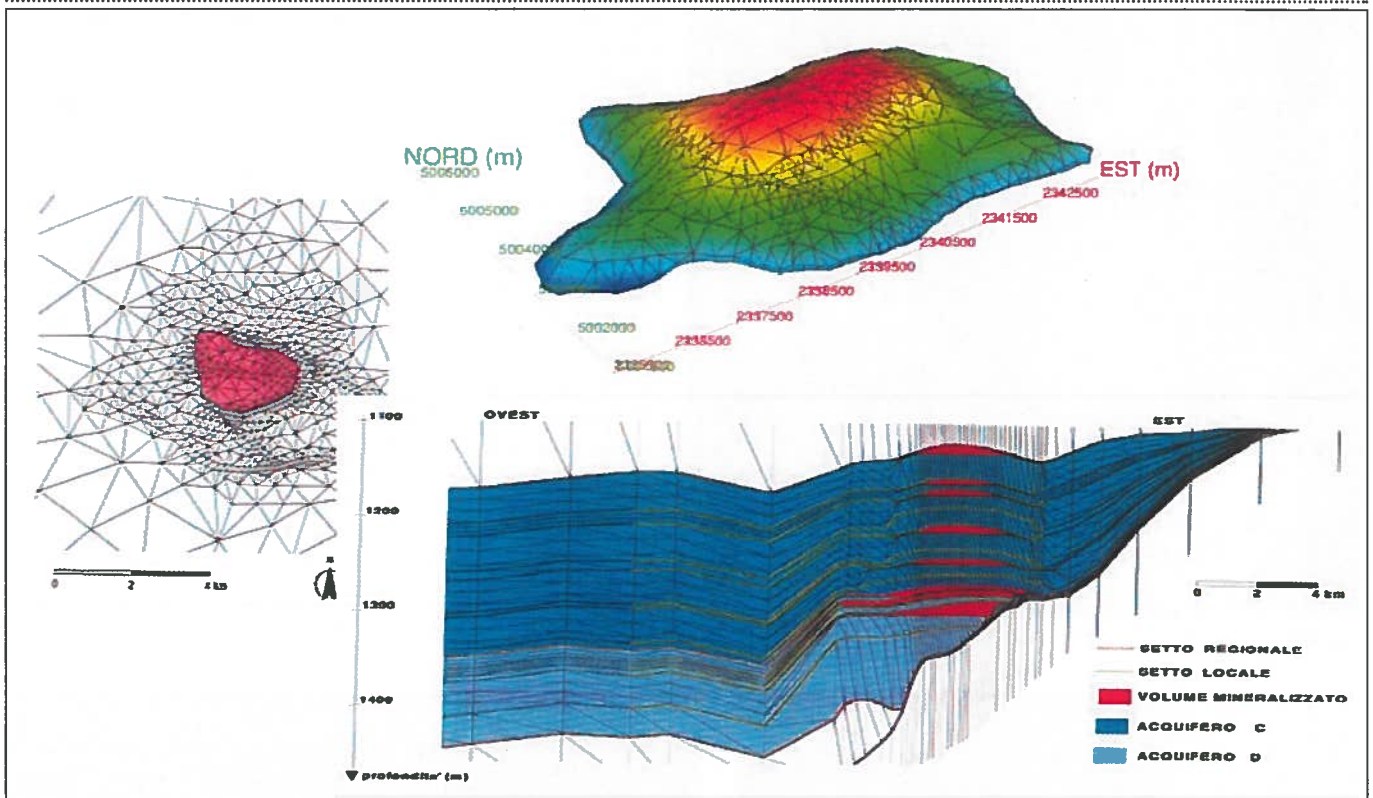 NORD (m)
5006000
5005000
5002000
EST (m)
2342500
2341500
2340500
2339500
2338500
2337500
0 2 4 km
N
OVEST
EST
1100
1200
1300
1400
profondita' (m)
0 2 4 km
SETTO REGIONALE
SETTO LOCALE
VOLUME MINERALIZZATO
ACQUIFERO C
ACQUIFERO D